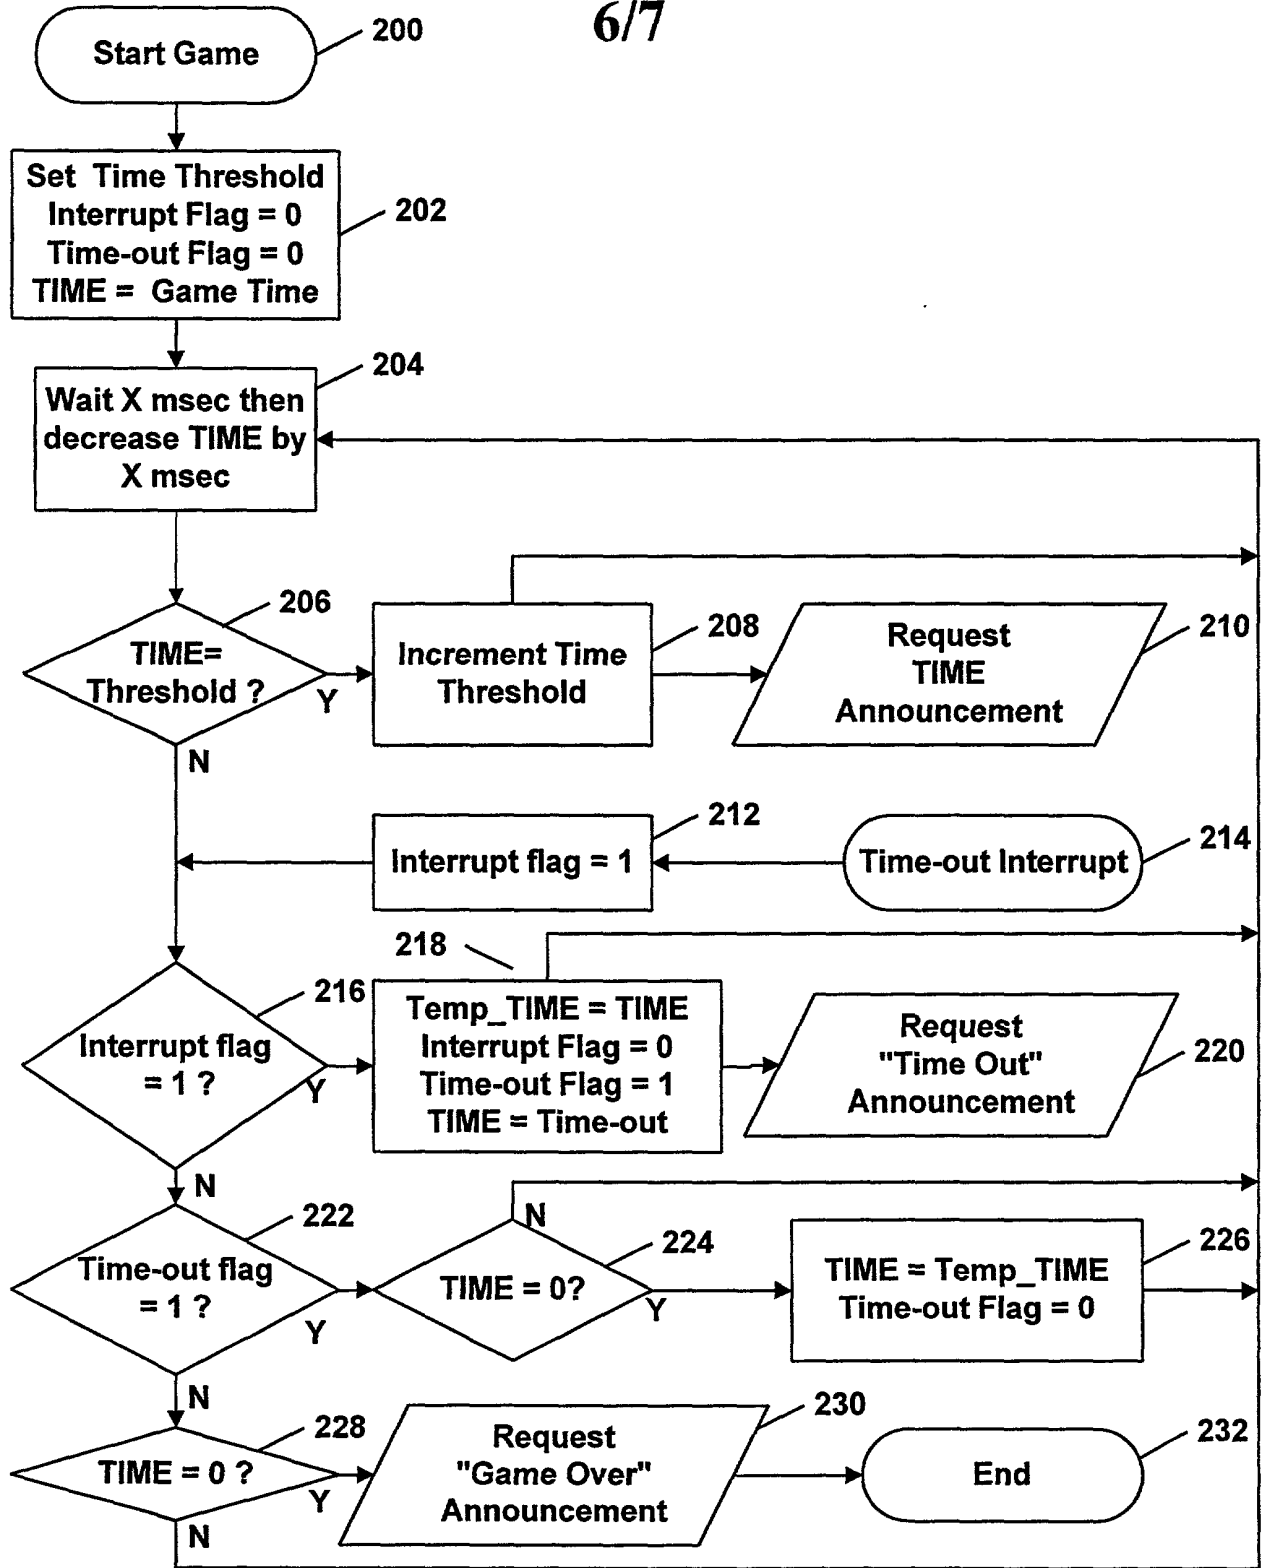 6/7
Start Game
200
Set Time Threshold
Interrupt Flag = 0
Time-out Flag = 0
TIME = Game Time
202
Wait X msec then
decrease TIME by
X msec
204
TIME=
Threshold ?
206
Y
N
Increment Time
Threshold
208
Request
TIME
Announcement
210
Interrupt flag = 1
212
Time-out Interrupt
214
Interrupt flag
= 1 ?
216
Y
N
218
Temp_TIME = TIME
Interrupt Flag = 0
Time-out Flag = 1
TIME = Time-out
Request
"Time Out"
Announcement
220
Time-out flag
= 1 ?
222
Y
N
TIME = 0?
224
N
Y
TIME = Temp_TIME
Time-out Flag = 0
226
TIME = 0 ?
228
Y
N
Request
"Game Over"
Announcement
230
End
232